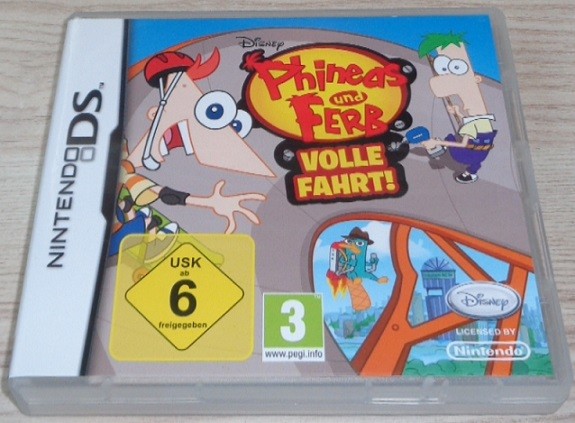 NINTENDO DS™
Disney
Phineas
und
FERB
VOLLE
FAHRT!
USK
ab
6
freigegeben
3
www.pegi.info
Disney
LICENSED BY
Nintendo